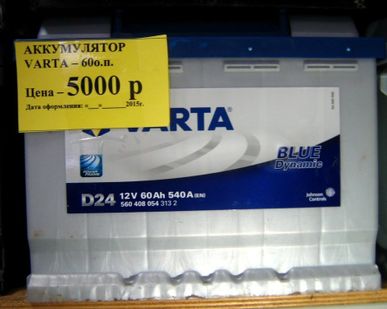 АККУМУЛЯТОР
VARTA – 60о.п.
Цена – 5000 р
Дата оформления: «__»______2015г.
VARTA
BLUE
Dynamic
D24 12V 60Ah 540A(EN)
560 408 054 313 2
Johnson
Controls